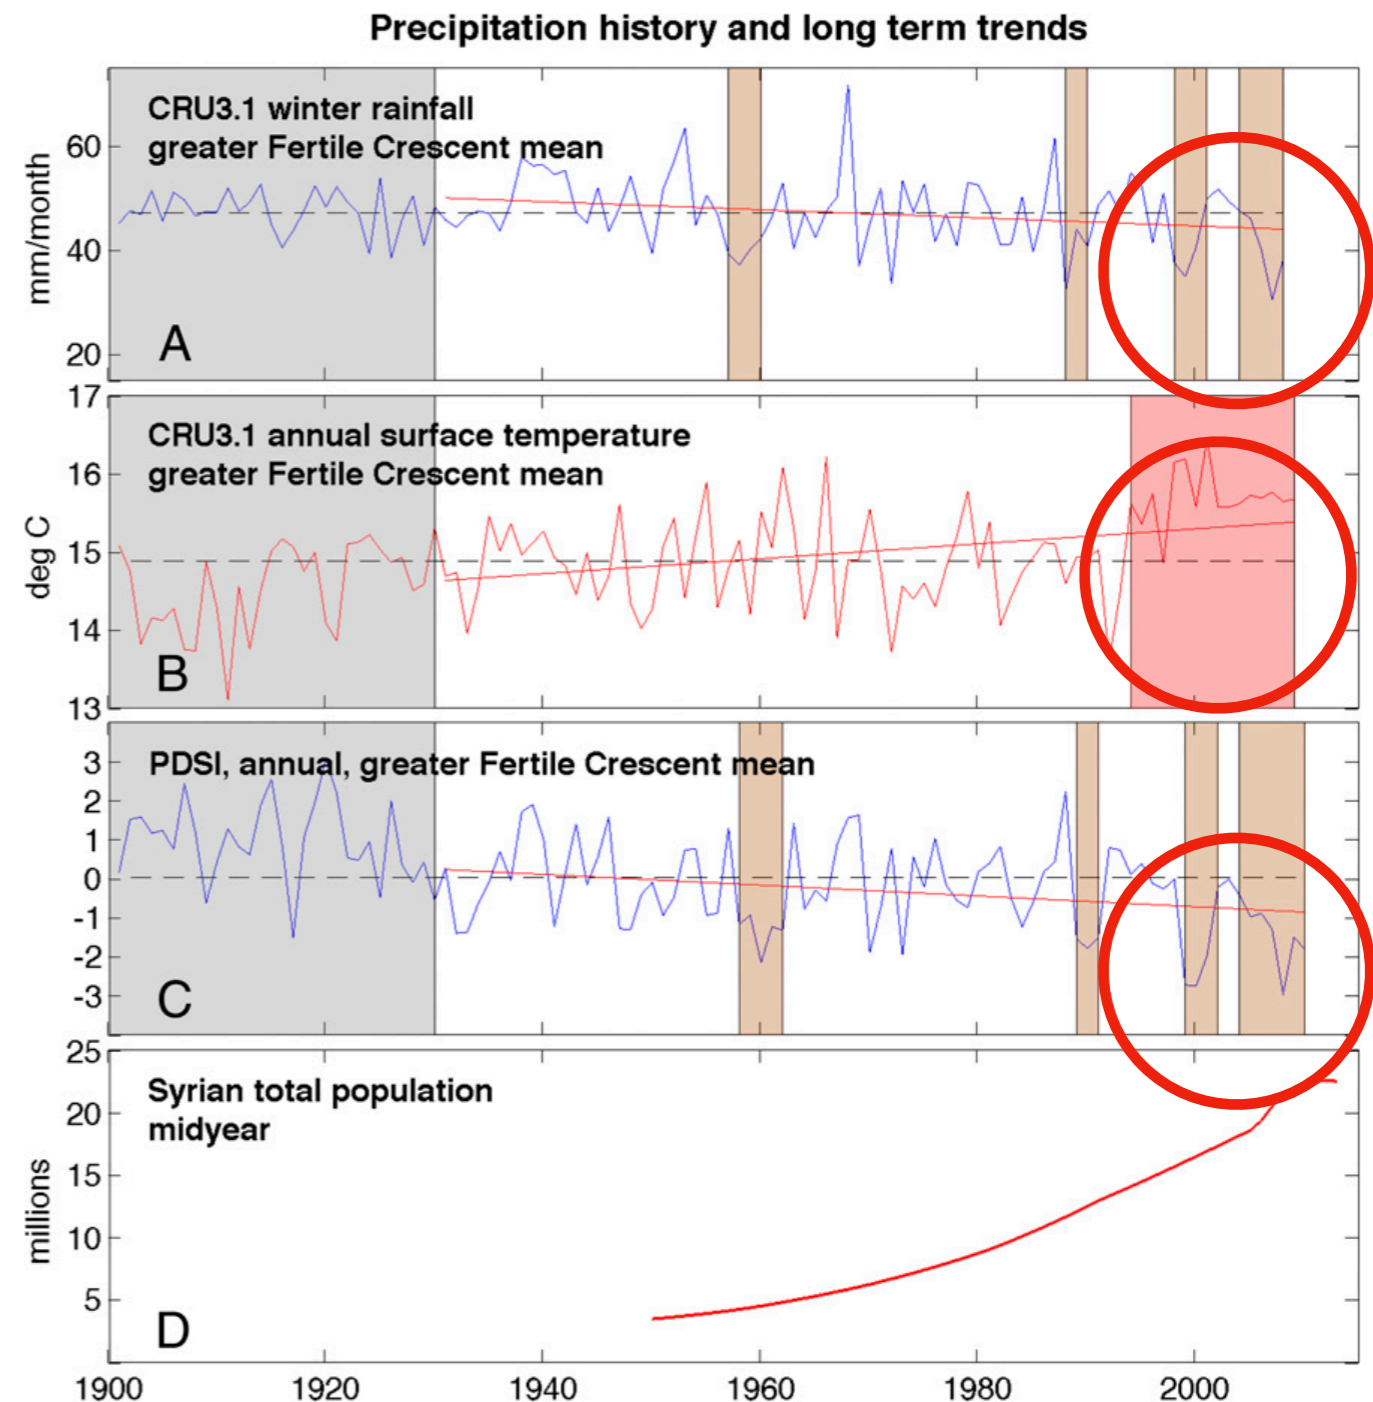 Precipitation history and long term trends
CRU3.1 winter rainfall
greater Fertile Crescent mean
mm/month
60
40
20
A
CRU3.1 annual surface temperature
greater Fertile Crescent mean
deg C
17
16
15
14
13
B
PDSI, annual, greater Fertile Crescent mean
3
2
1
0
-1
-2
-3
C
Syrian total population
midyear
millions
25
20
15
10
5
D
1900 1920 1940 1960 1980 2000